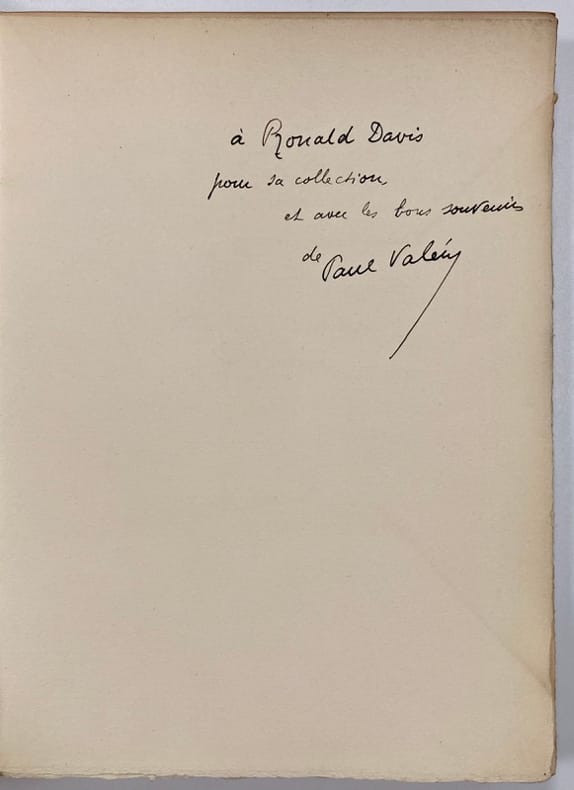 à Ronald Davis
pour sa collection,
et avec les bons souvenirs
de Paul Valéry